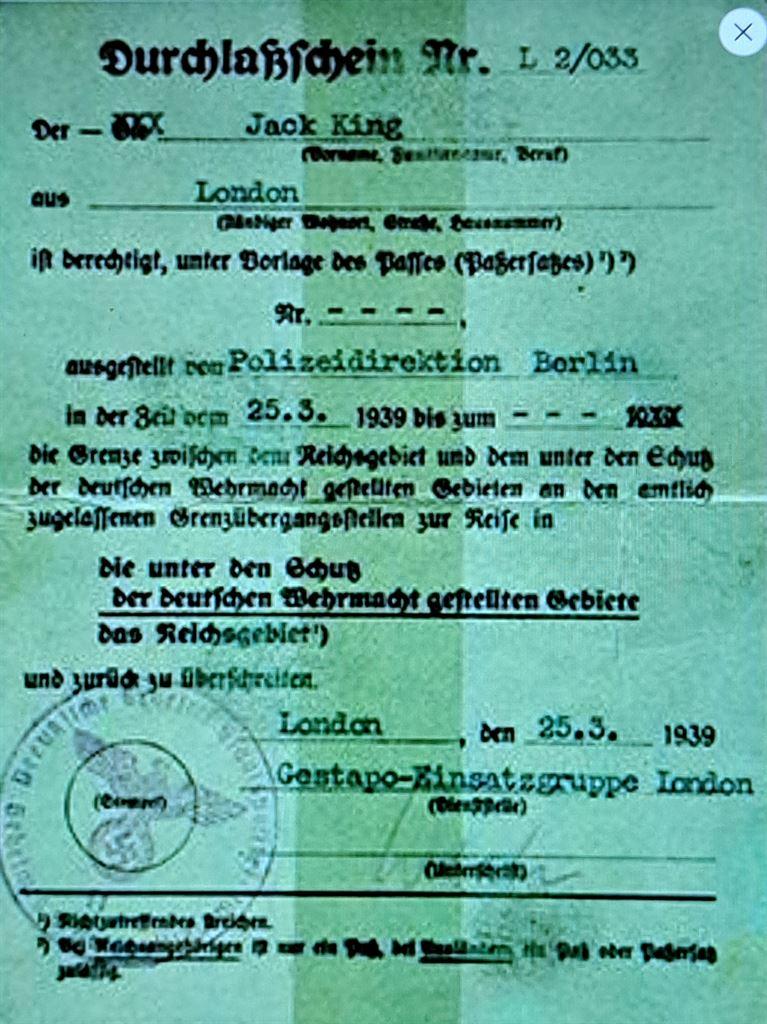 Durchlaßschein Nr. L 2/033
Der — XXX Jack King
(Vorname, Familienname, Beruf)
aus London
(Ständiger Wohnort, Straße, Hausnummer)
ist berechtigt, unter Vorlage des Passes (Paßersatzes) ¹) ²)
Nr. – – – – ,
ausgestellt von Polizeidirektion Berlin
in der Zeit vom 25.3. 1939 bis zum – – –
die Grenze zwischen dem Reichsgebiet und dem unter den Schutz
der deutschen Wehrmacht gestellten Gebieten an den amtlich
zugelassenen Grenzübergangsstellen zur Reise in
die unter den Schutz
der deutschen Wehrmacht gestellten Gebiete
das Reichsgebiet¹)
und zurück zu überschreiten.
London , den 25.3. 1939
Gestapo-Einsatzgruppe London
(Stempel)
(Dienststelle)
(Unterschrift)
¹) Nichtzutreffendes streichen.
²) Bei Reichsangehörigen ist nur ein Paß, bei Ausländern ein Paß oder Paßersatz
zulässig.